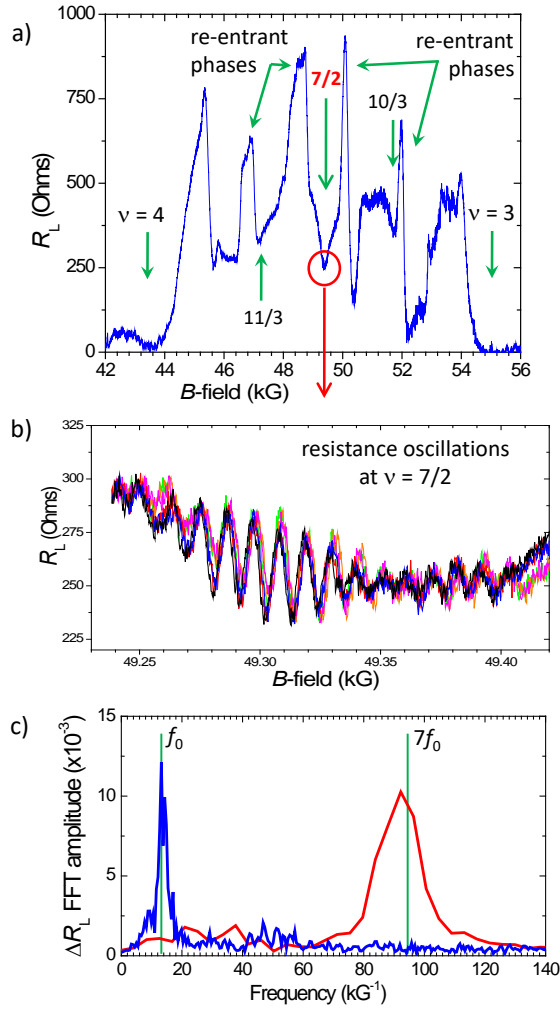 a)
1000
750
500
250
0
R_L (Ohms)
re-entrant
phases
7/2
re-entrant
phases
10/3
ν = 4
ν = 3
11/3
42 44 46 48 50 52 54 56
B-field (kG)
b)
325
300
275
250
225
R_L (Ohms)
resistance oscillations
at ν = 7/2
49.25 49.30 49.35 49.40
B-field (kG)
c)
15
10
5
0
ΔR_L FFT amplitude (x10⁻³)
f₀
7f₀
0 20 40 60 80 100 120 140
Frequency (kG⁻¹)